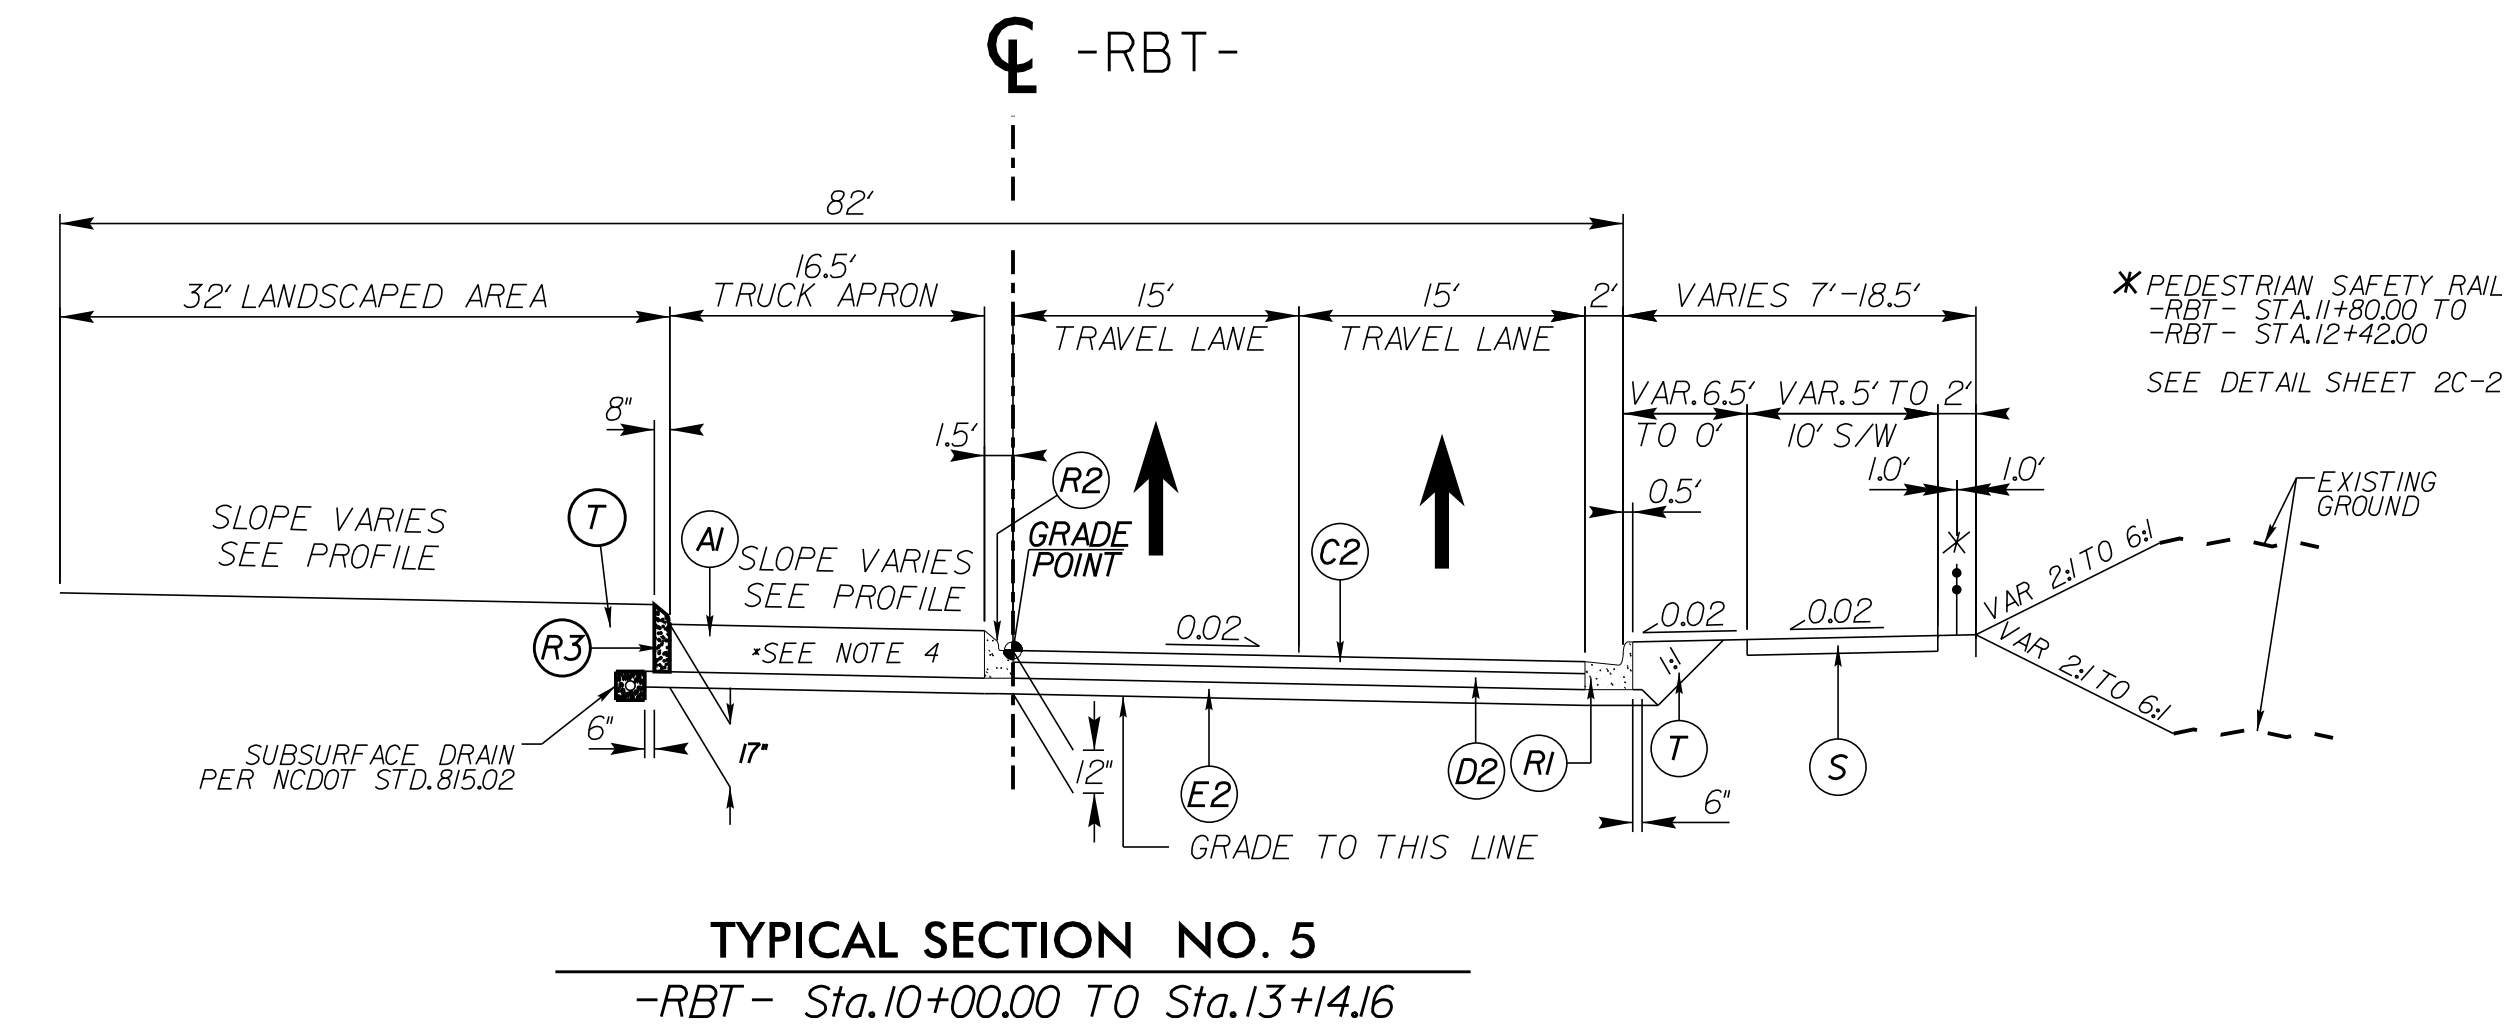 ℄ -RBT-
82'
32' LANDSCAPED AREA
16.5'
TRUCK APRON
15'
TRAVEL LANE
15'
TRAVEL LANE
2'
VARIES 7'-18.5'
* PEDESTRIAN SAFETY RAIL
-RBT- STA.11+80.00 TO
-RBT- STA.12+42.00
SEE DETAIL SHEET 2C-2
VAR.6.5'
TO 0'
VAR.5' TO
10' S/W
2'
8"
1.5'
R2
1.0'
1.0'
0.5'
EXISTING
GROUND
SLOPE VARIES
SEE PROFILE
T
A1
SLOPE VARIES
SEE PROFILE
GRADE
POINT
C2
*
VAR 2:1 TO 6:1
0.02
0.02
0.02
R3
*SEE NOTE 4
1:1
VAR 2:1 TO 6:1
6"
SUBSURFACE DRAIN
PER NCDOT STD.815.02
17"
12"
E2
D2
R1
T
S
6"
GRADE TO THIS LINE
TYPICAL SECTION NO. 5
-RBT- Sta.10+00.00 TO Sta.13+14.16